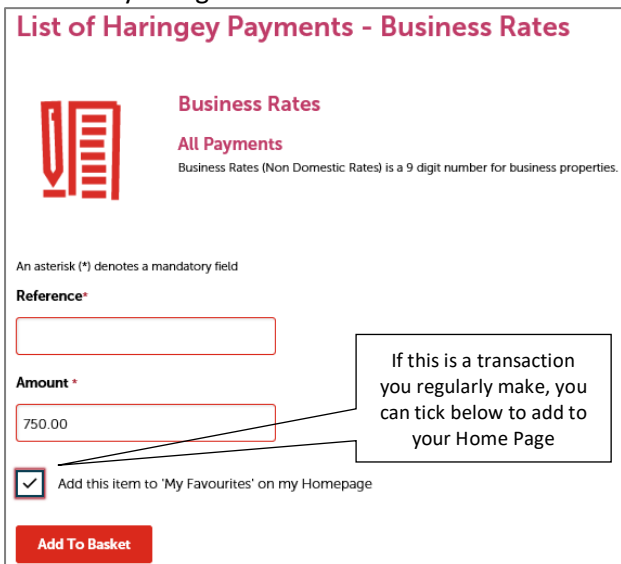 List of Haringey Payments - Business Rates
Business Rates
All Payments
Business Rates (Non Domestic Rates) is a 9 digit number for business properties.
An asterisk (*) denotes a mandatory field
Reference*
Amount *
750.00
If this is a transaction
you regularly make, you
can tick below to add to
your Home Page
Add this item to 'My Favourites' on my Homepage
Add To Basket